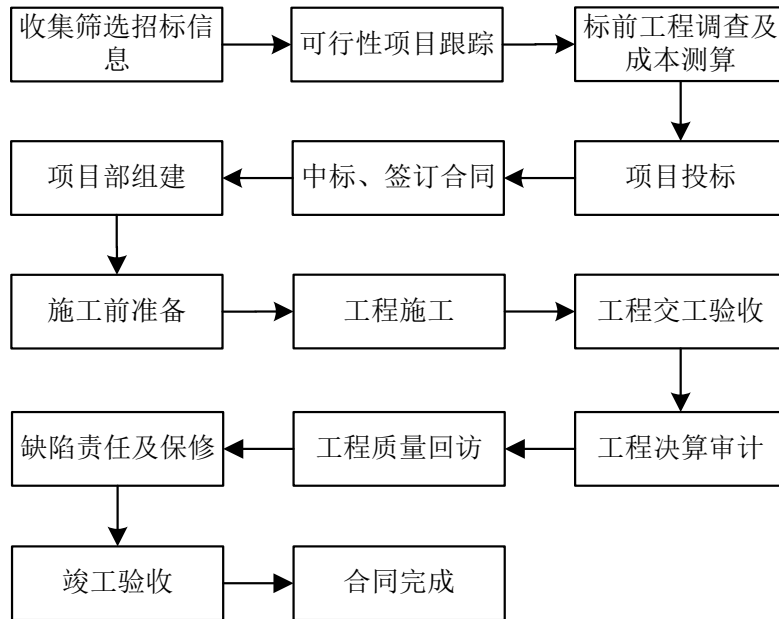 收集筛选招标信
息
可行性项目跟踪
标前工程调查及
成本测算
项目投标
中标、签订合同
项目部组建
施工前准备
工程施工
工程交工验收
工程决算审计
工程质量回访
缺陷责任及保修
竣工验收
合同完成